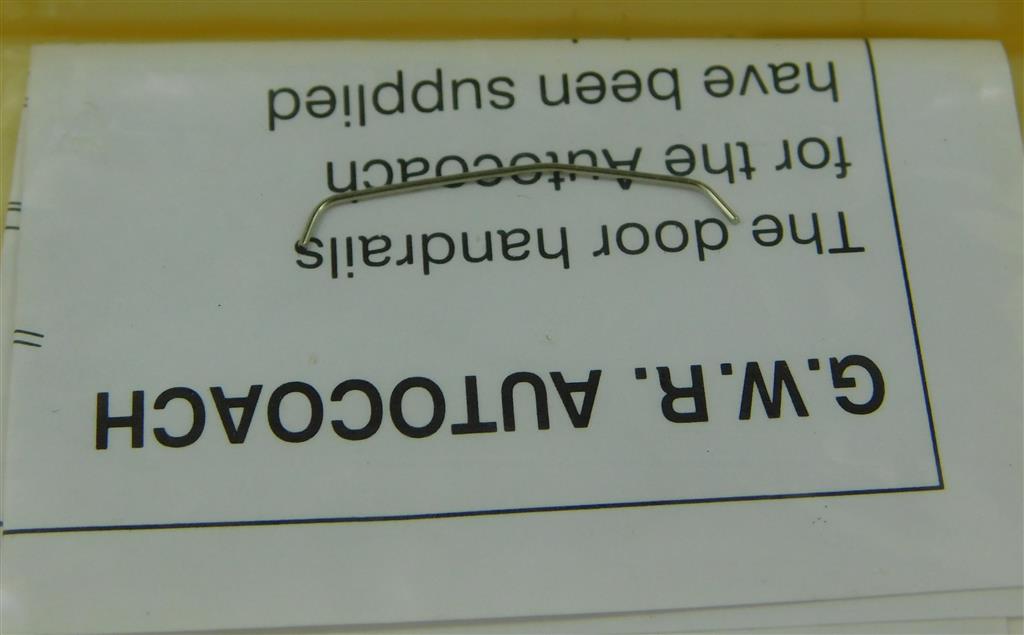 G.W.R. AUTOCOACH
The door handrails
for the Autocoach
have been supplied